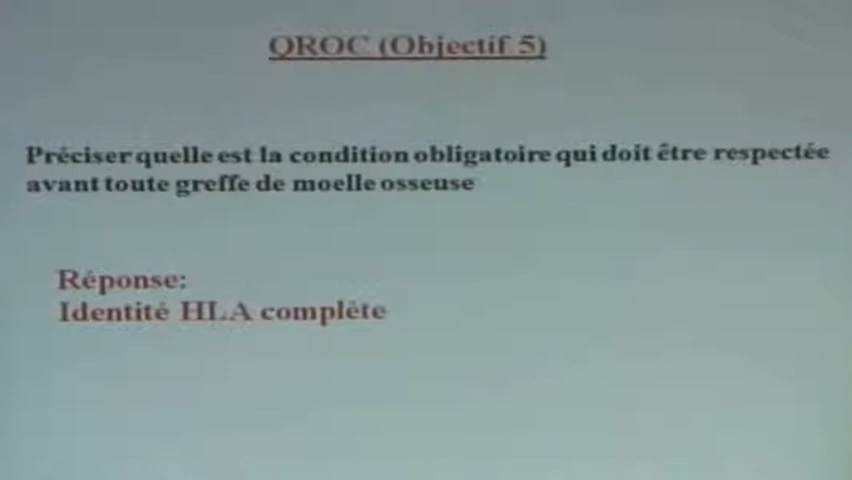 QROC (Objectif 5)
Préciser quelle est la condition obligatoire qui doit être respectée
avant toute greffe de moelle osseuse
Réponse:
Identité HLA complète